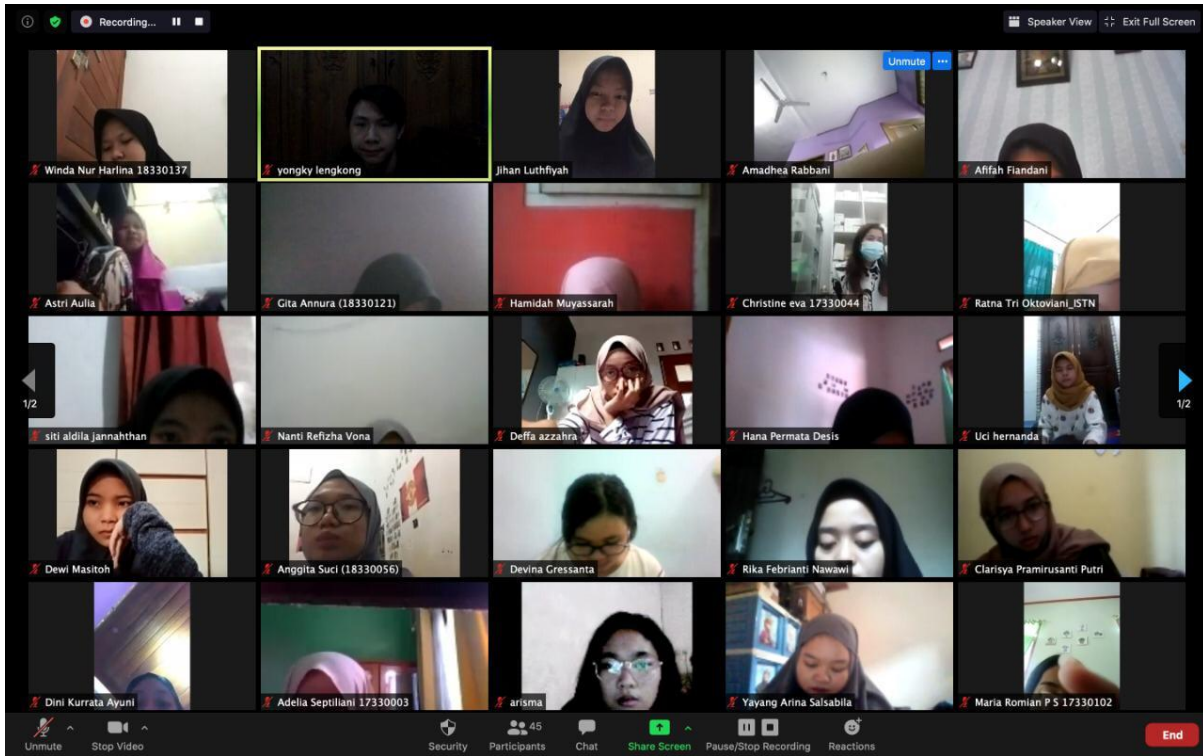 Recording...
Speaker View
Exit Full Screen
Unmute
Winda Nur Harlina 18330137
yongky lengkong
Jihan Luthfiyah
Amadhea Rabbani
Afifah Fiandani
Astri Aulia
Gita Annura (18330121)
Hamidah Muyassarah
Christine eva 17330044
Ratna Tri Oktoviani_ISTN
1/2
1/2
siti aldila jannahthan
Nanti Refizha Vona
Deffa azzahra
Hana Permata Desis
Uci hernanda
Dewi Masitoh
Anggita Suci (18330056)
Devina Gressanta
Rika Febrianti Nawawi
Clarisya Pramirusanti Putri
Dini Kurrata Ayuni
Adelia Septiliani 17330003
arisma
Yayang Arina Salsabila
Maria Romian P S 17330102
Unmute
Stop Video
Security
Participants
45
Chat
Share Screen
Pause/Stop Recording
Reactions
End